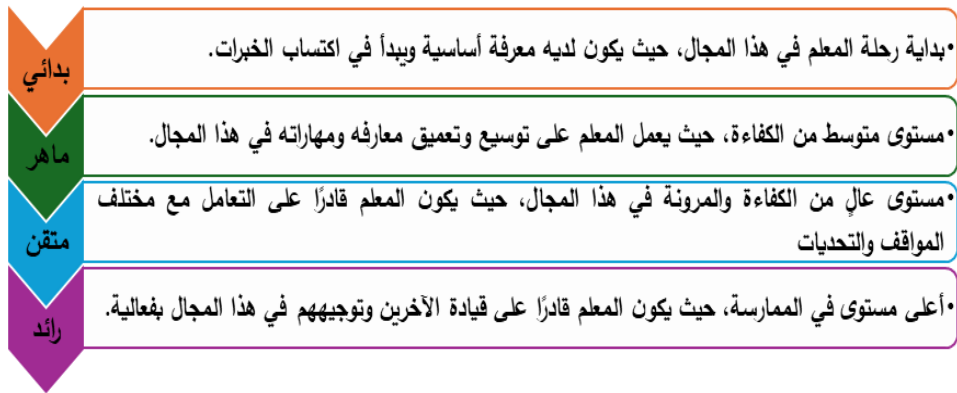 بدائي
•بداية رحلة المعلم في هذا المجال، حيث يكون لديه معرفة أساسية ويبدأ في اكتساب الخبرات.
ماهر
•مستوى متوسط من الكفاءة، حيث يعمل المعلم على توسيع وتعميق معارفه ومهاراته في هذا المجال.
متقن
•مستوى عالٍ من الكفاءة والمرونة في هذا المجال، حيث يكون المعلم قادرًا على التعامل مع مختلف
المواقف والتحديات
رائد
•أعلى مستوى في الممارسة، حيث يكون المعلم قادرًا على قيادة الآخرين وتوجيههم في هذا المجال بفعالية.